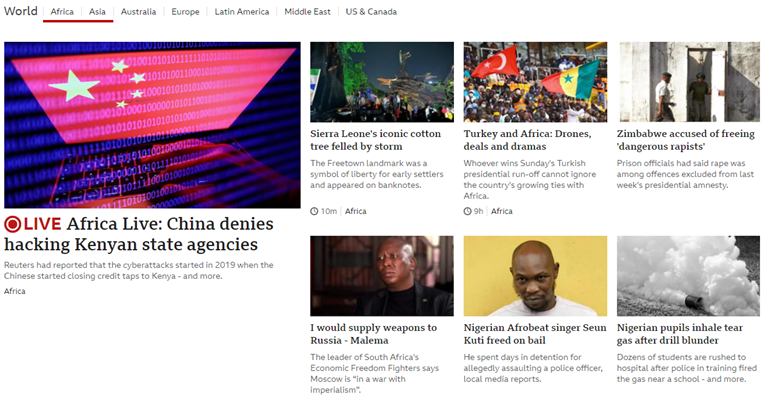 World
Africa
Asia
Australia
Europe
Latin America
Middle East
US & Canada
LIVE Africa Live: China denies
hacking Kenyan state agencies
Reuters had reported that the cyberattacks started in 2019 when the
Chinese started closing credit taps to Kenya - and more.
Africa
Sierra Leone's iconic cotton
tree felled by storm
The Freetown landmark was a
symbol of liberty for early settlers
and appeared on banknotes.
10m
Africa
Turkey and Africa: Drones,
deals and dramas
Whoever wins Sunday's Turkish
presidential run-off cannot ignore
the country's growing ties with
Africa.
9h
Africa
Zimbabwe accused of freeing
'dangerous rapists'
Prison officials had said rape was
among offences excluded from last
week's presidential amnesty.
I would supply weapons to
Russia - Malema
The leader of South Africa's
Economic Freedom Fighters says
Moscow is "in a war with
imperialism".
Nigerian Afrobeat singer Seun
Kuti freed on bail
He spent days in detention for
allegedly assaulting a police officer,
local media reports.
Nigerian pupils inhale tear
gas after drill blunder
Dozens of students are rushed to
hospital after police in training fired
the gas near a school - and more.